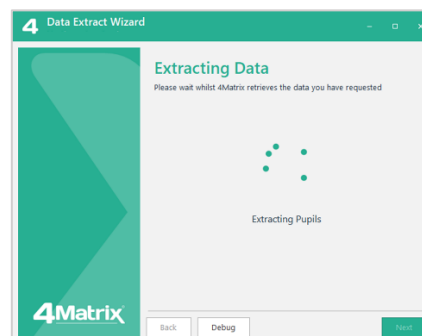 4 Data Extract Wizard
Extracting Data
Please wait whilst 4Matrix retrieves the data you have requested
Extracting Pupils
4Matrix
Back Debug Next